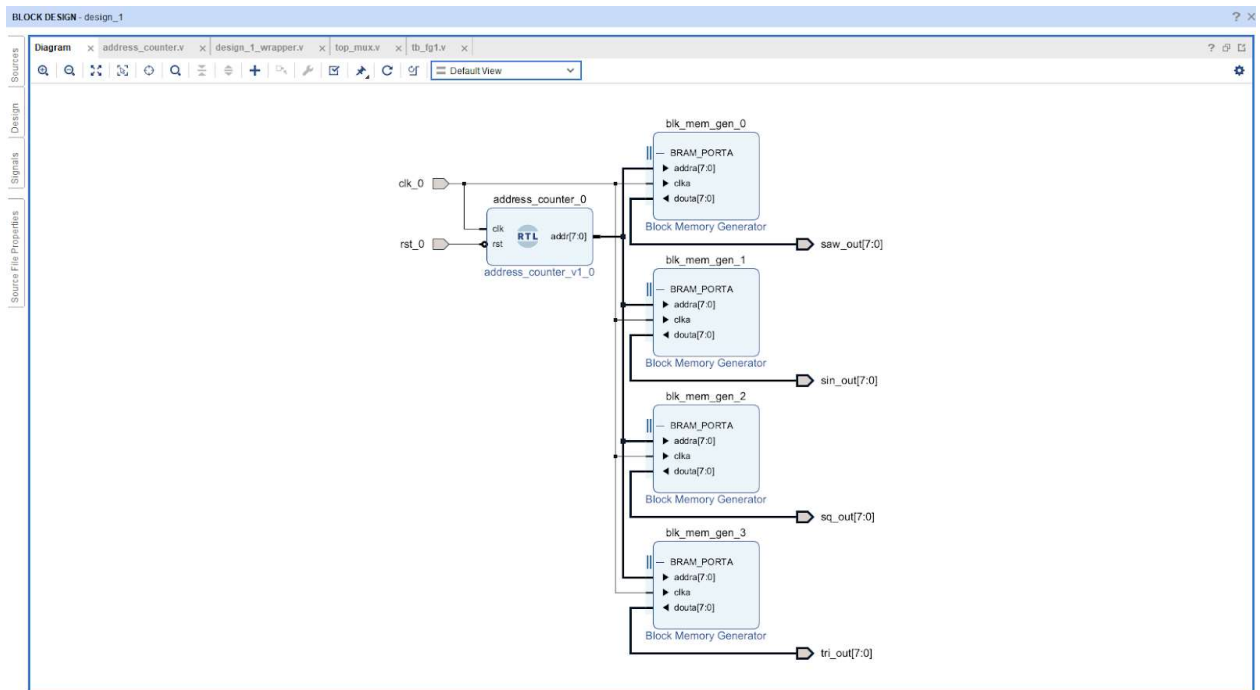 BLOCK DESIGN - design_1
? ×
Diagram × address_counter.v × design_1_wrapper.v × top_mux.v × tb_fg1.v ×
?
Default View
Sources
Design
Signals
Source File Properties
clk_0
rst_0
address_counter_0
clk
rst
RTL
addr[7:0]
address_counter_v1_0
blk_mem_gen_0
BRAM_PORTA
addra[7:0]
clka
douta[7:0]
Block Memory Generator
saw_out[7:0]
blk_mem_gen_1
BRAM_PORTA
addra[7:0]
clka
douta[7:0]
Block Memory Generator
sin_out[7:0]
blk_mem_gen_2
BRAM_PORTA
addra[7:0]
clka
douta[7:0]
Block Memory Generator
sq_out[7:0]
blk_mem_gen_3
BRAM_PORTA
addra[7:0]
clka
douta[7:0]
Block Memory Generator
tri_out[7:0]